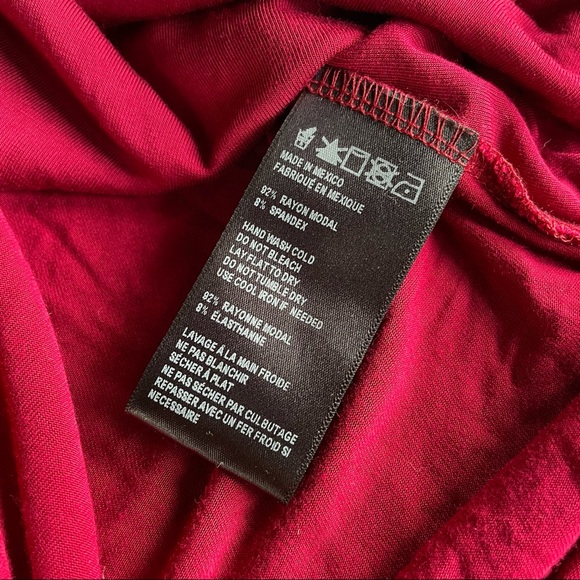 MADE IN MEXICO
FABRIQUE EN MEXIQUE
92% RAYON MODAL
8% SPANDEX
HAND WASH COLD
DO NOT BLEACH
LAY FLAT TO DRY
DO NOT TUMBLE DRY
USE COOL IRON IF NEEDED
92% RAYONNE MODAL
8% ÉLASTHANNE
LAVAGE À LA MAIN FROIDE
NE PAS BLANCHIR
SÉCHER À PLAT
NE PAS SÉCHER PAR CULBUTAGE
REPASSER AVEC UN FER FROID SI
NECESSAIRE